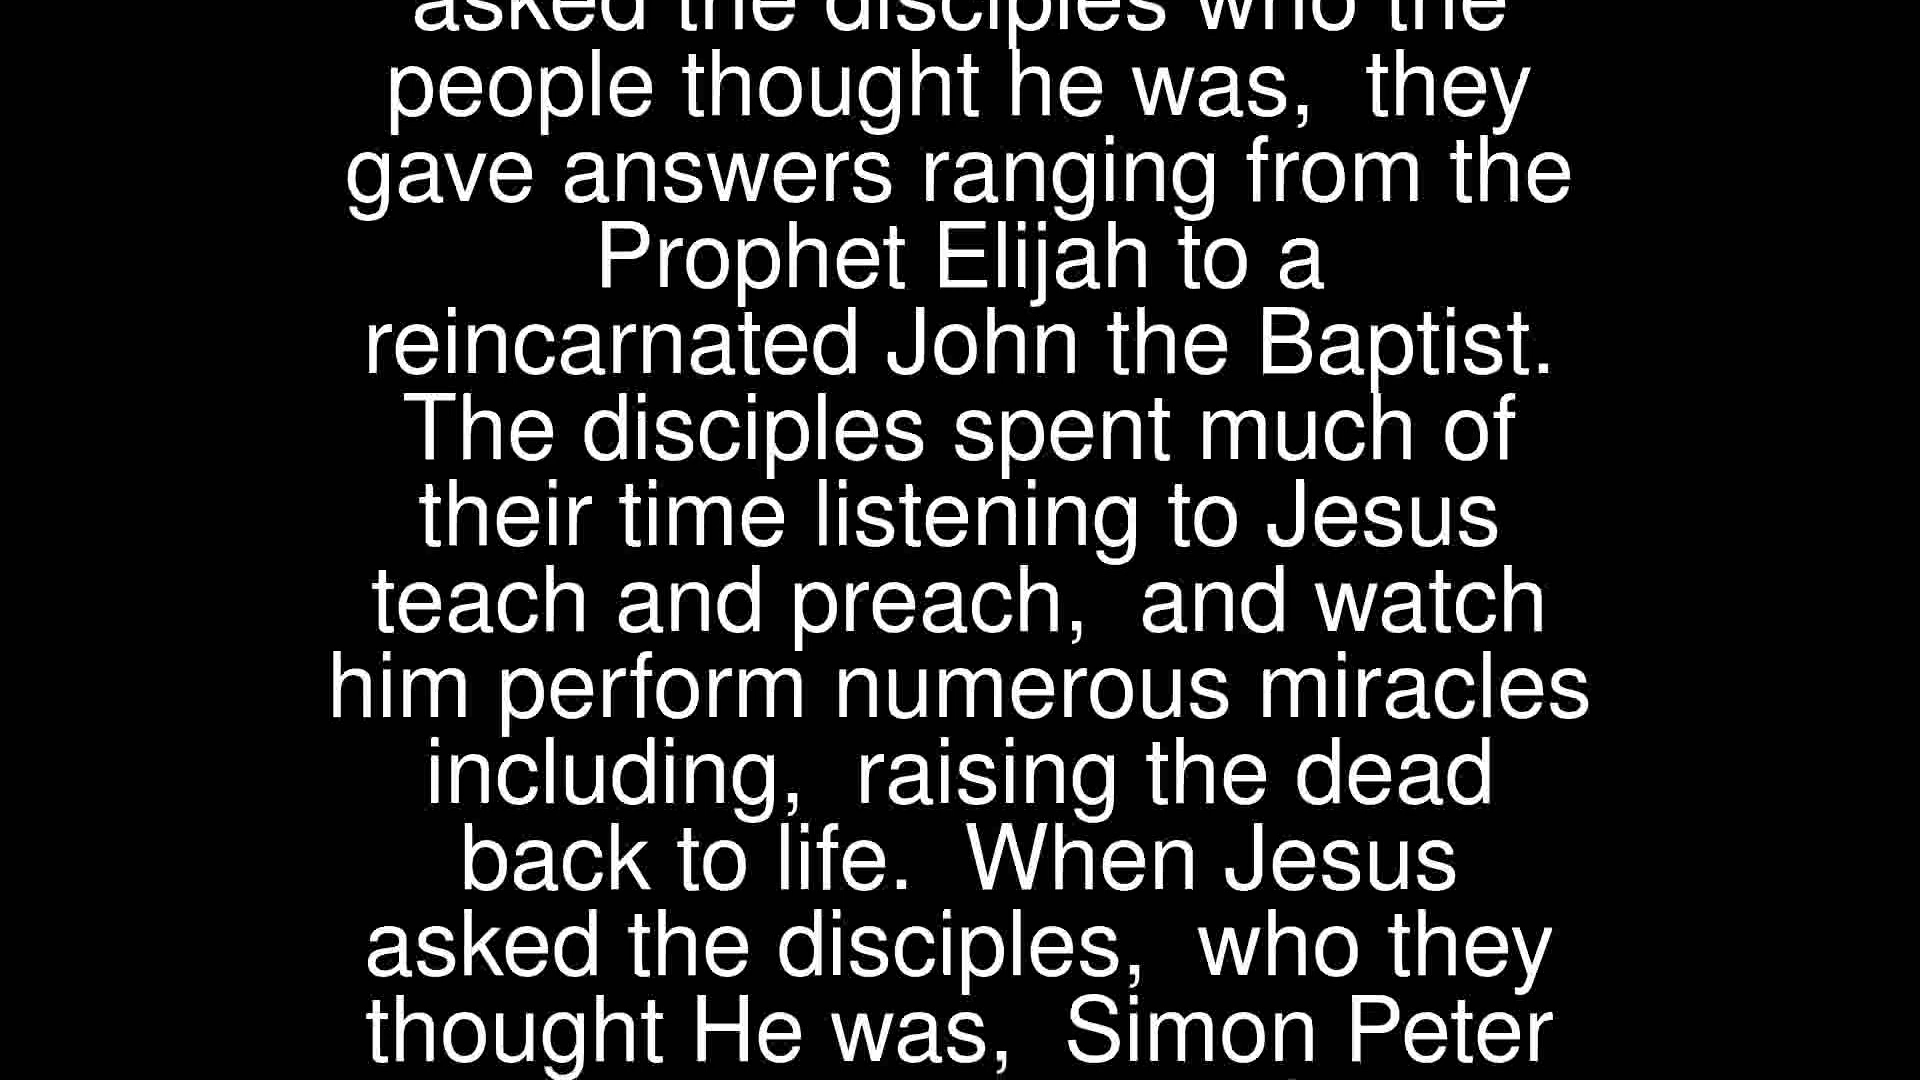 asked the disciples who the
people thought he was,  they
gave answers ranging from the
Prophet Elijah to a
reincarnated John the Baptist.
The disciples spent much of
their time listening to Jesus
teach and preach,  and watch
him perform numerous miracles
including,  raising the dead
back to life.  When Jesus
asked the disciples,  who they
thought He was,  Simon Peter